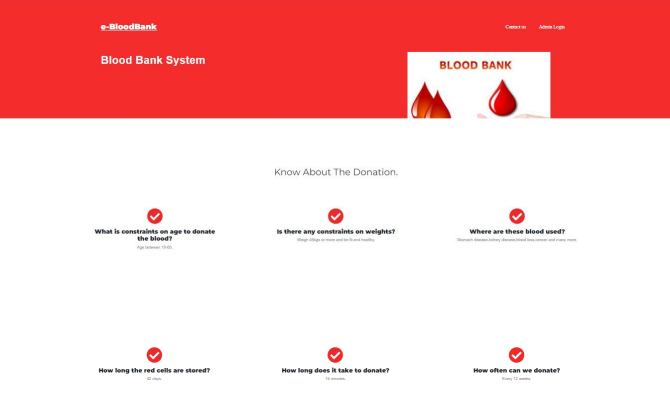 e-BloodBank
Contact us
Admin Login
Blood Bank System
BLOOD BANK
Know About The Donation.
What is constraints on age to donate
the blood?
Age between 18-60.
Is there any constraints on weights?
Weigh 45kgs or more and be fit and healthy.
Where are these blood used?
Stomach disease,kidney disease,blood loss,cancer and many more.
How long the red cells are stored?
42 days.
How long does it take to donate?
How often can we donate?
Every 12 weeks.